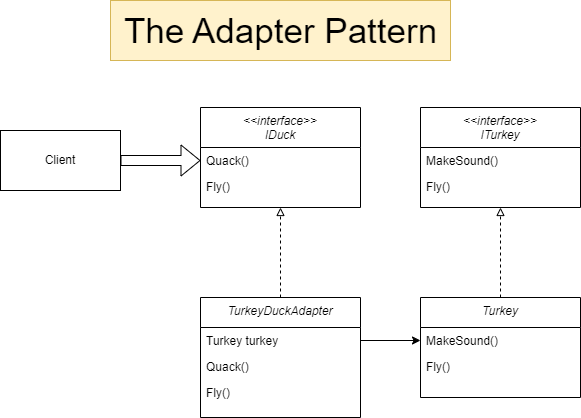 The Adapter Pattern
Client
<<interface>>
IDuck
Quack()
Fly()
<<interface>>
ITurkey
MakeSound()
Fly()
TurkeyDuckAdapter
Turkey turkey
Quack()
Fly()
Turkey
MakeSound()
Fly()